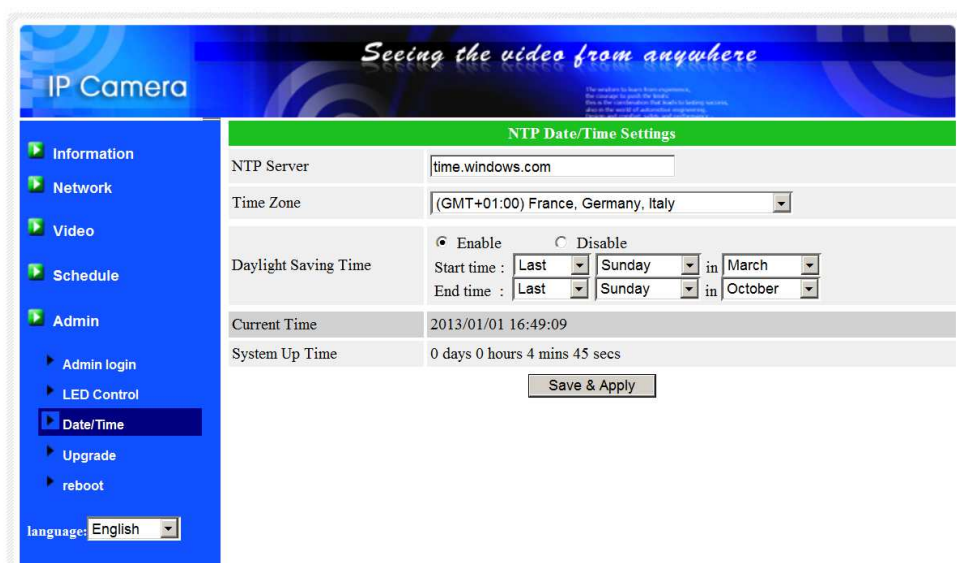 Seeing the video from anywhere
IP Camera
Information
Network
Video
Schedule
Admin
Admin login
LED Control
Date/Time
Upgrade
reboot
language: English
NTP Date/Time Settings
NTP Server time.windows.com
Time Zone (GMT+01:00) France, Germany, Italy
Daylight Saving Time
Enable Disable
Start time : Last Sunday in March
End time : Last Sunday in October
Current Time 2013/01/01 16:49:09
System Up Time 0 days 0 hours 4 mins 45 secs
Save & Apply